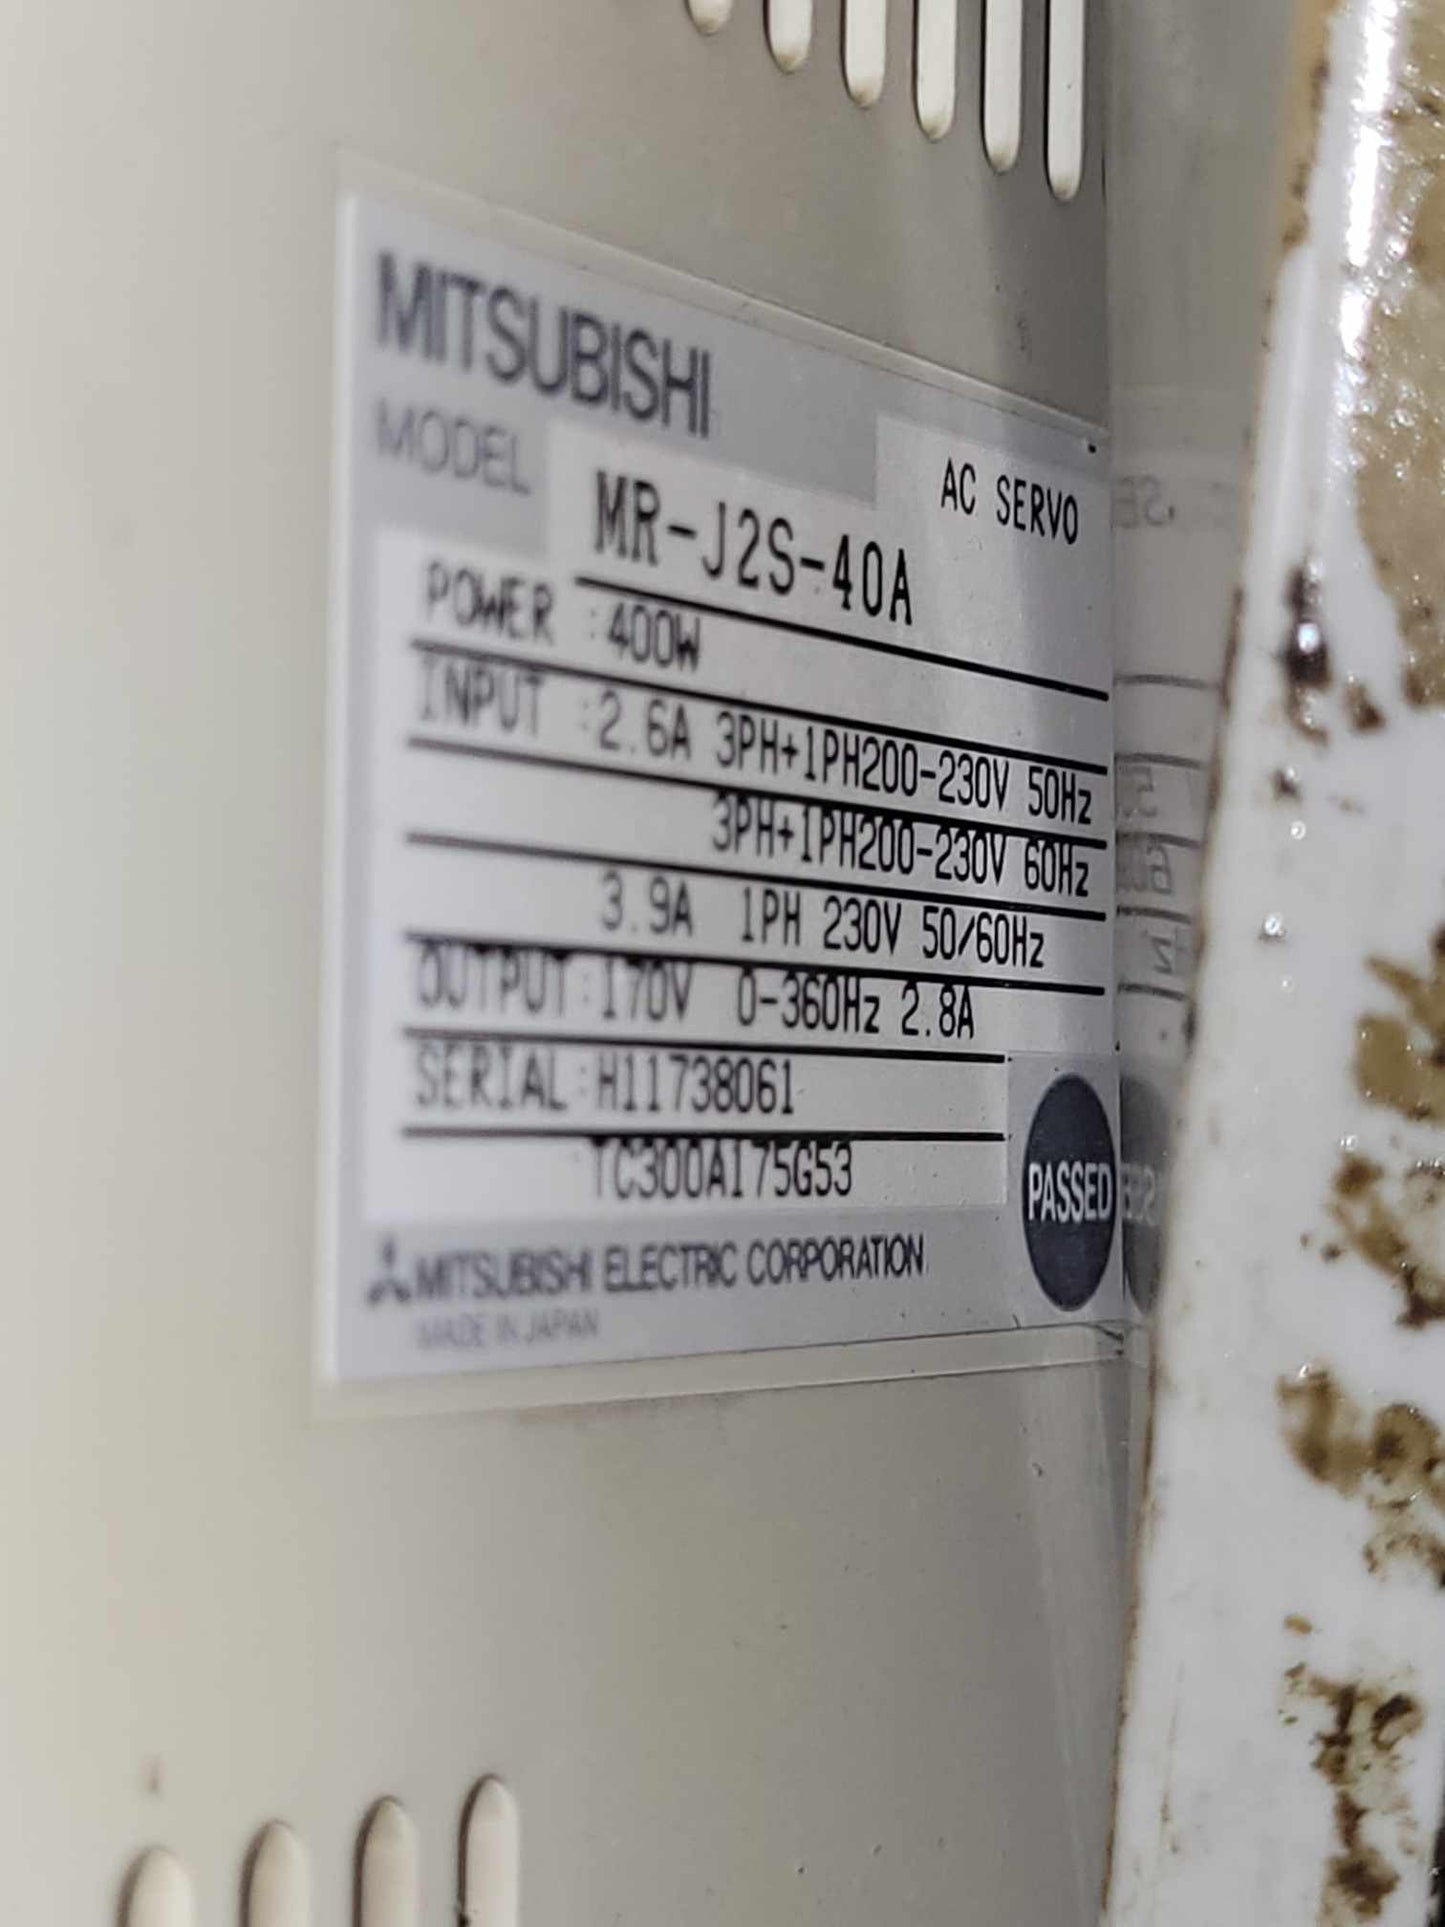 MITSUBISHI
AC SERVO
MODEL MR-J2S-40A
POWER :400W
INPUT :2.6A 3PH+1PH200-230V 50Hz
3PH+1PH200-230V 60Hz
3.9A 1PH 230V 50/60Hz
OUTPUT:170V 0-360Hz 2.8A
SERIAL:H11738061
TC300A175G53
PASSED
MITSUBISHI ELECTRIC CORPORATION
MADE IN JAPAN